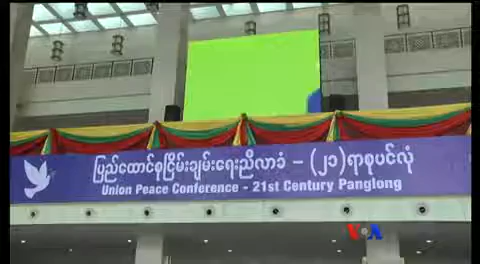 ပြည်ထောင်စုငြိမ်းချမ်းရေးညီလာခံ - (၂၁) ရာစုပင်လုံ
Union Peace Conference - 21st Century Panglong
VOA